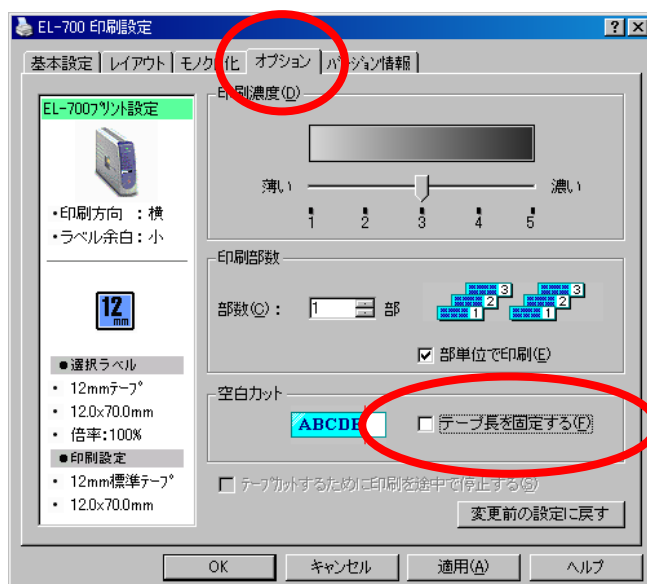 EL-700 印刷設定
基本設定 レイアウト モノクロ化 オプション バージョン情報
EL-700プリント設定
・印刷方向 ：横
・ラベル余白：小
12
mm
●選択ラベル
・ 12mmテープ
・ 12.0x70.0mm
・ 倍率:100%
●印刷設定
・ 12mm標準テープ
・ 12.0x70.0mm
印刷濃度(D)
薄い 濃い
1 2 3 4 5
印刷部数
部数(C)： 1 部
3 2 1 3 2 1
部単位で印刷(E)
空白カット
ABCDE
テープ長を固定する(F)
テープカットするために印刷を途中で停止する(S)
変更前の設定に戻す
OK キャンセル 適用(A) ヘルプ